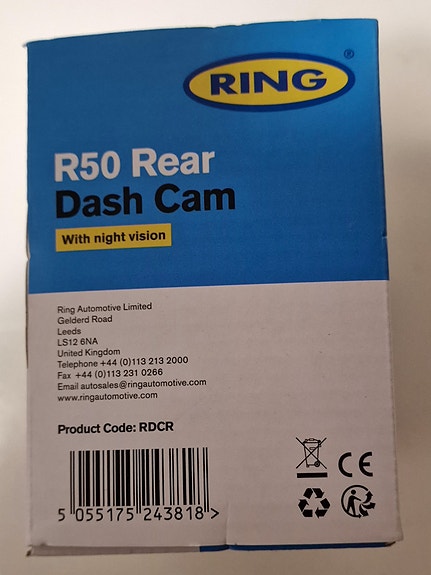 RING
®
R50 Rear
Dash Cam
With night vision
Ring Automotive Limited
Gelderd Road
Leeds
LS12 6NA
United Kingdom
Telephone +44 (0)113 213 2000
Fax +44 (0)113 231 0266
Email autosales@ringautomotive.com
www.ringautomotive.com
Product Code: RDCR
CE
5 055175 243818 >